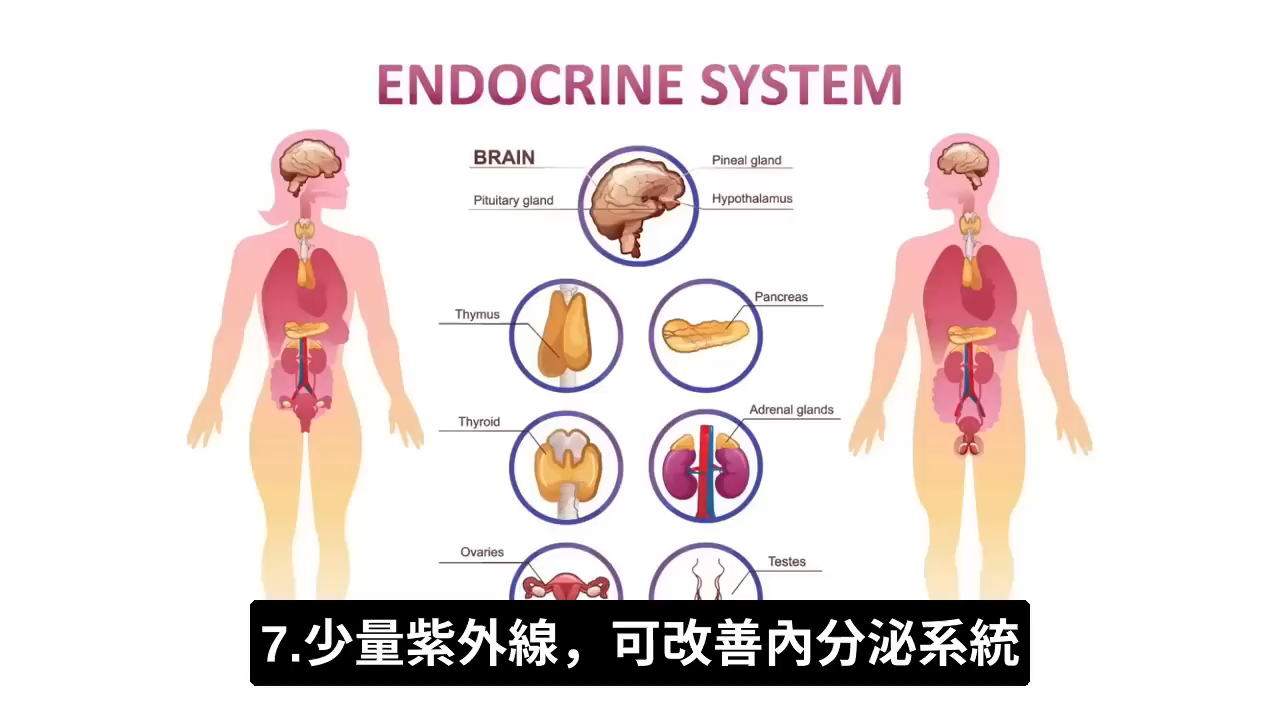 ENDOCRINE SYSTEM
BRAIN
Pineal gland
Pituitary gland
Hypothalamus
Thymus
Pancreas
Thyroid
Adrenal glands
Ovaries
Testes
7.少量紫外線，可改善內分泌系統